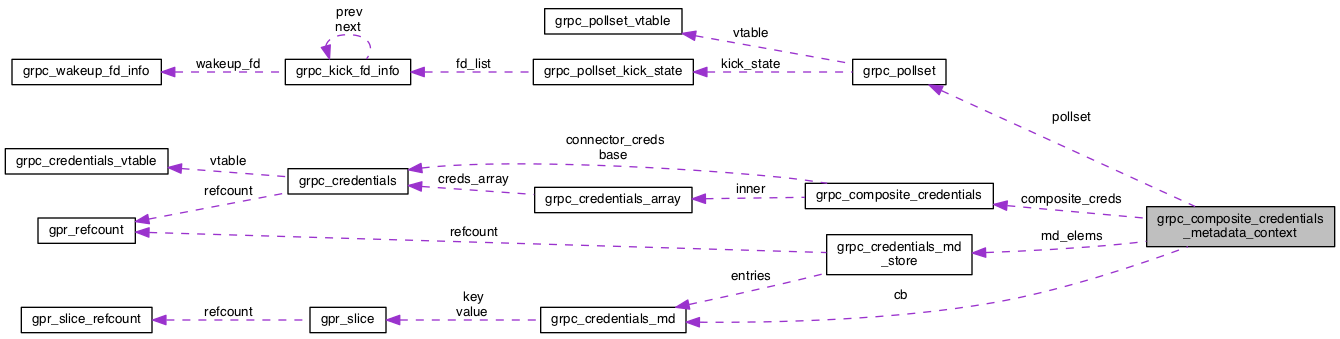 prev
next
grpc_pollset_vtable
vtable
grpc_wakeup_fd_info
wakeup_fd
grpc_kick_fd_info
fd_list
grpc_pollset_kick_state
kick_state
grpc_pollset
pollset
connector_creds
base
grpc_credentials_vtable
vtable
grpc_credentials
creds_array
refcount
grpc_credentials_array
inner
grpc_composite_credentials
composite_creds
grpc_composite_credentials
_metadata_context
gpr_refcount
refcount
grpc_credentials_md
_store
md_elems
entries
cb
key
value
gpr_slice_refcount
refcount
gpr_slice
grpc_credentials_md